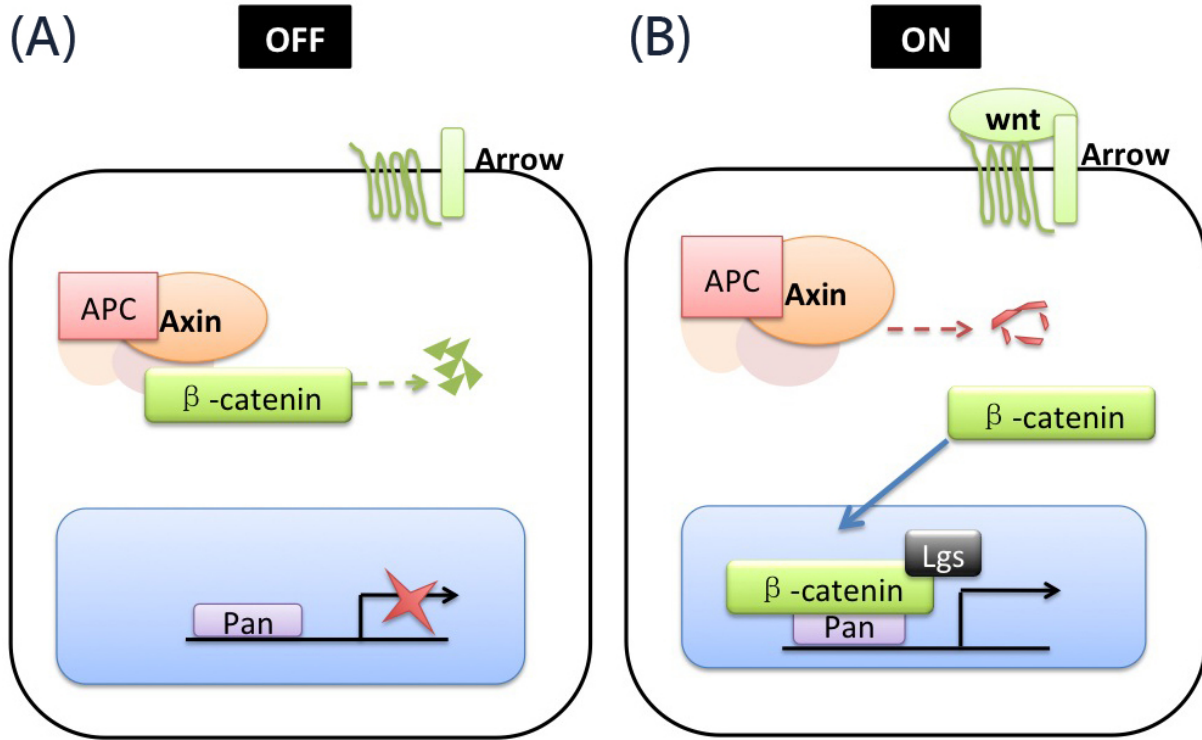 (A)
OFF
Arrow
APC
Axin
β-catenin
Pan
(B)
ON
wnt
Arrow
APC
Axin
β-catenin
Lgs
β-catenin
Pan